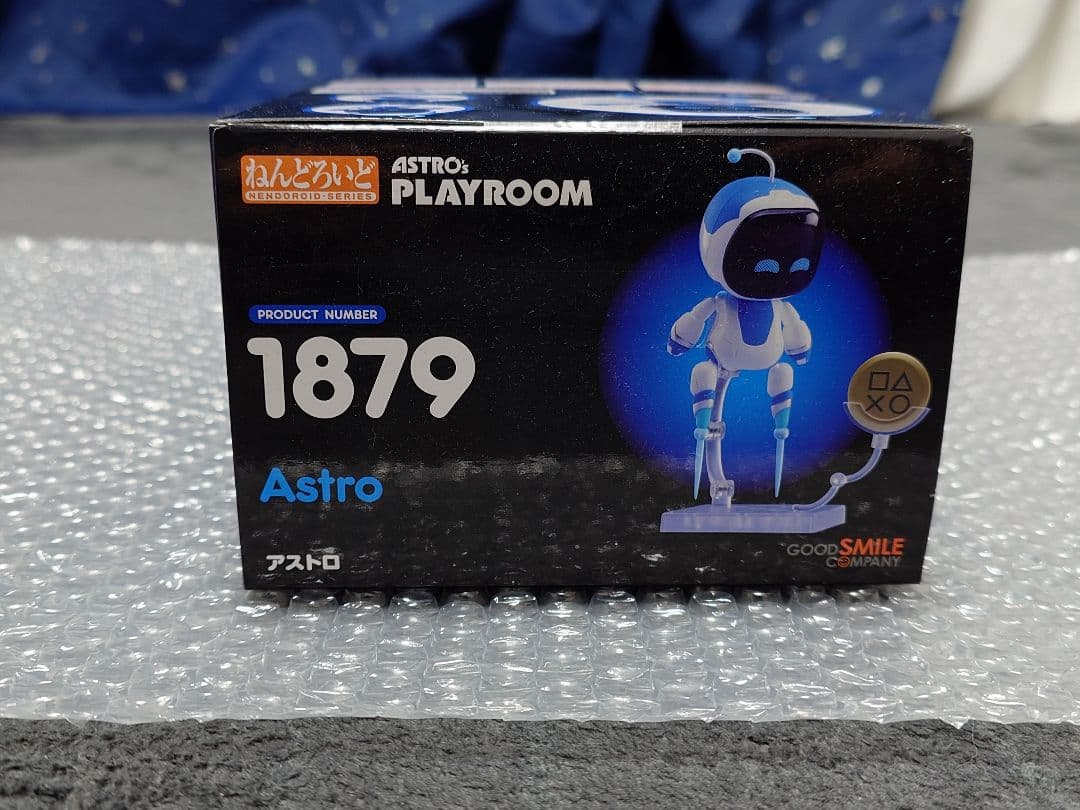 ねんどろいど
NENDOROID-SERIES
ASTRO's
PLAYROOM
PRODUCT NUMBER
1879
Astro
アストロ
GOOD SMILE
COMPANY